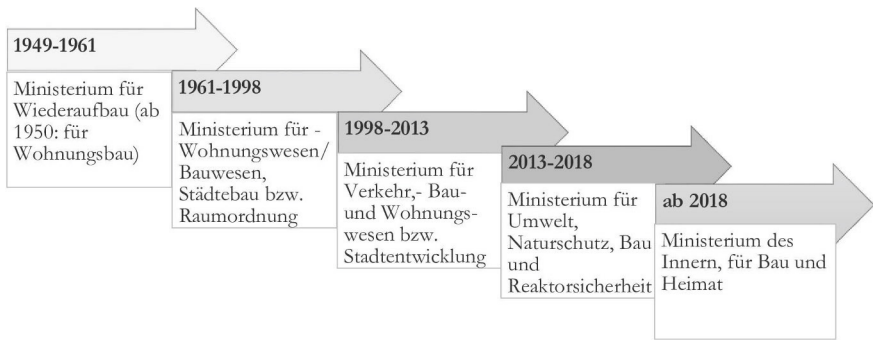 1949-1961
Ministerium für
Wiederaufbau (ab
1950: für
Wohnungsbau)
1961-1998
Ministerium für -
Wohnungswesen/
Bauwesen,
Städtebau bzw.
Raumordnung
1998-2013
Ministerium für
Verkehr,- Bau-
und Wohnungs-
wesen bzw.
Stadtentwicklung
2013-2018
Ministerium für
Umwelt,
Naturschutz, Bau
und
Reaktorsicherheit
ab 2018
Ministerium des
Innern, für Bau und
Heimat